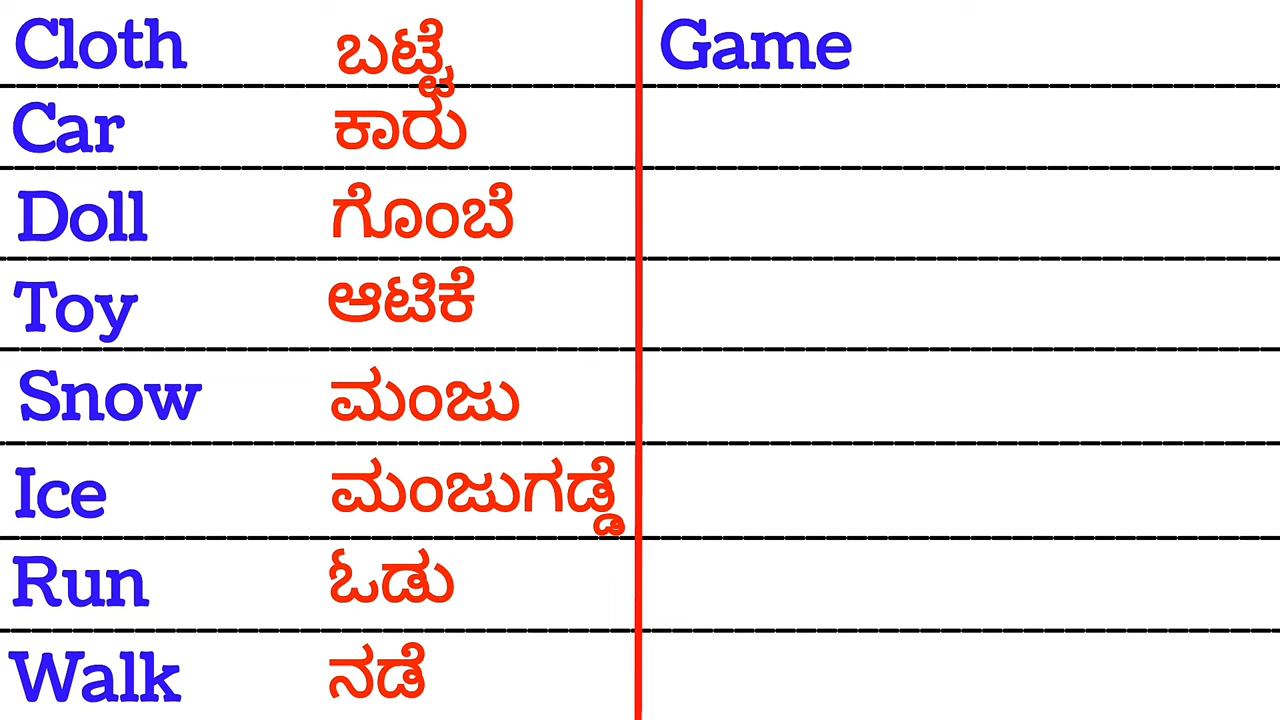 Cloth ಬಟ್ಟೆ
Car ಕಾರು
Doll ಗೊಂಬೆ
Toy ಆಟಿಕೆ
Snow ಮಂಜು
Ice ಮಂಜುಗಡ್ಡೆ
Run ಓಡು
Walk ನಡೆ
Game